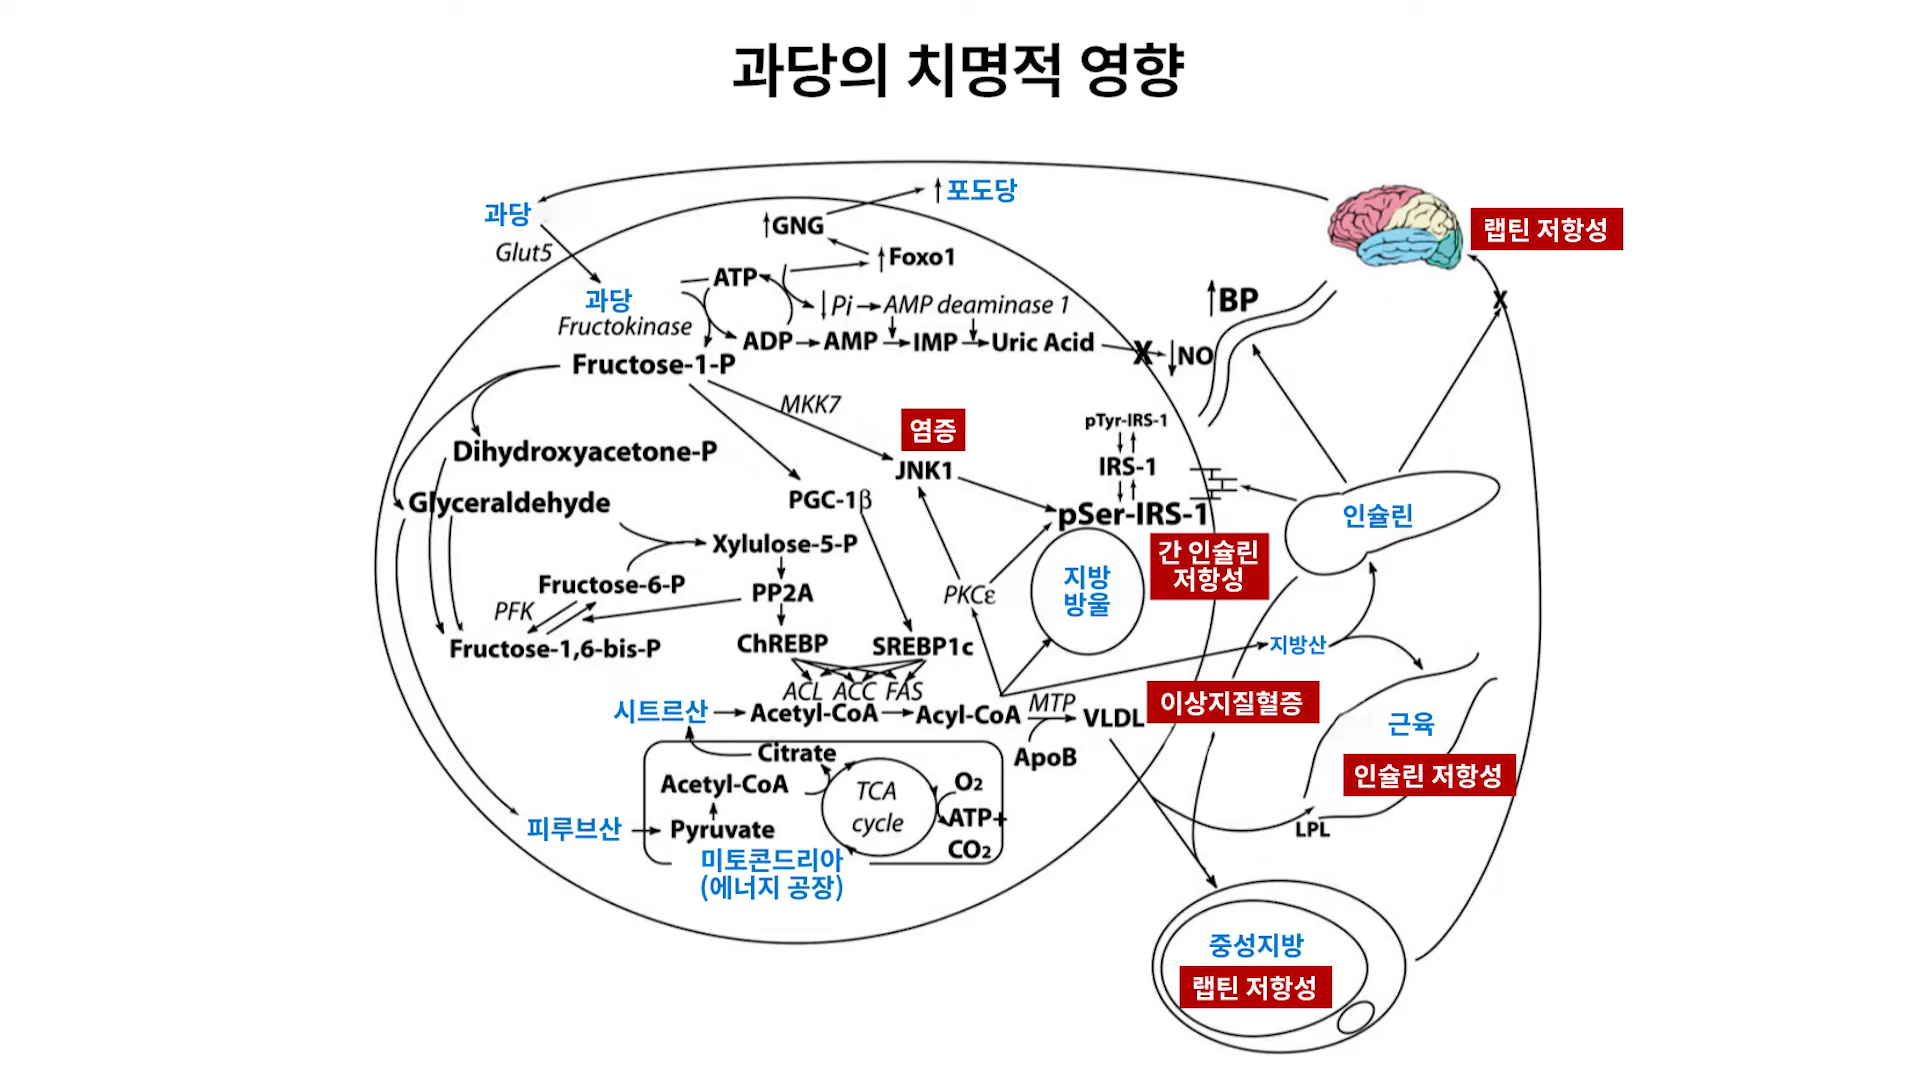 과당의 치명적 영향
과당
Glut5
↑포도당
↑GNG
↑Foxo1
랩틴 저항성
과당
Fructokinase
ATP
↓Pi → AMP deaminase 1
ADP → AMP → IMP → Uric Acid
X
↓NO
↑BP
X
Fructose-1-P
MKK7
염증
JNK1
pTyr-IRS-1
IRS-1
pSer-IRS-1
Dihydroxyacetone-P
Glyceraldehyde
PGC-1β
인슐린
간 인슐린
저항성
Xylulose-5-P
Fructose-6-P
PFK
PP2A
PKCε
지방
방울
Fructose-1,6-bis-P
ChREBP
SREBP1c
지방산
ACL ACC FAS
시트르산 → Acetyl-CoA → Acyl-CoA
MTP
VLDL
이상지질혈증
ApoB
근육
인슐린 저항성
LPL
Citrate
Acetyl-CoA
TCA
cycle
O2
ATP+
CO2
피루브산 → Pyruvate
미토콘드리아
(에너지 공장)
중성지방
랩틴 저항성